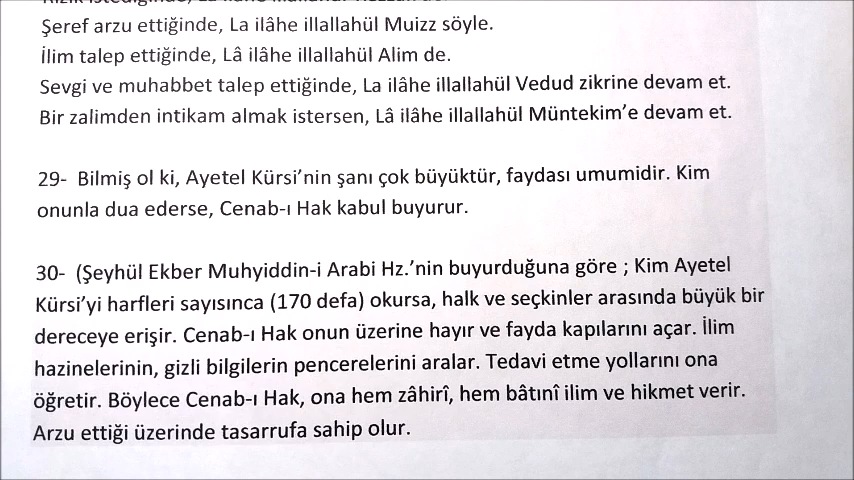 Şeref arzu ettiğinde, La ilâhe illallahül Muizz söyle.
İlim talep ettiğinde, Lâ ilâhe illallahül Alim de.
Sevgi ve muhabbet talep ettiğinde, La ilâhe illallahül Vedud zikrine devam et.
Bir zalimden intikam almak istersen, Lâ ilâhe illallahül Müntekim’e devam et.
29- Bilmiş ol ki, Ayetel Kürsi’nin şanı çok büyüktür, faydası umumidir. Kim
onunla dua ederse, Cenab-ı Hak kabul buyurur.
30- (Şeyhül Ekber Muhyiddin-i Arabi Hz.’nin buyurduğuna göre ; Kim Ayetel
Kürsi’yi harfleri sayısınca (170 defa) okursa, halk ve seçkinler arasında büyük bir
dereceye erişir. Cenab-ı Hak onun üzerine hayır ve fayda kapılarını açar. İlim
hazinelerinin, gizli bilgilerin pencerelerini aralar. Tedavi etme yollarını ona
öğretir. Böylece Cenab-ı Hak, ona hem zâhirî, hem bâtınî ilim ve hikmet verir.
Arzu ettiği üzerinde tasarrufa sahip olur.